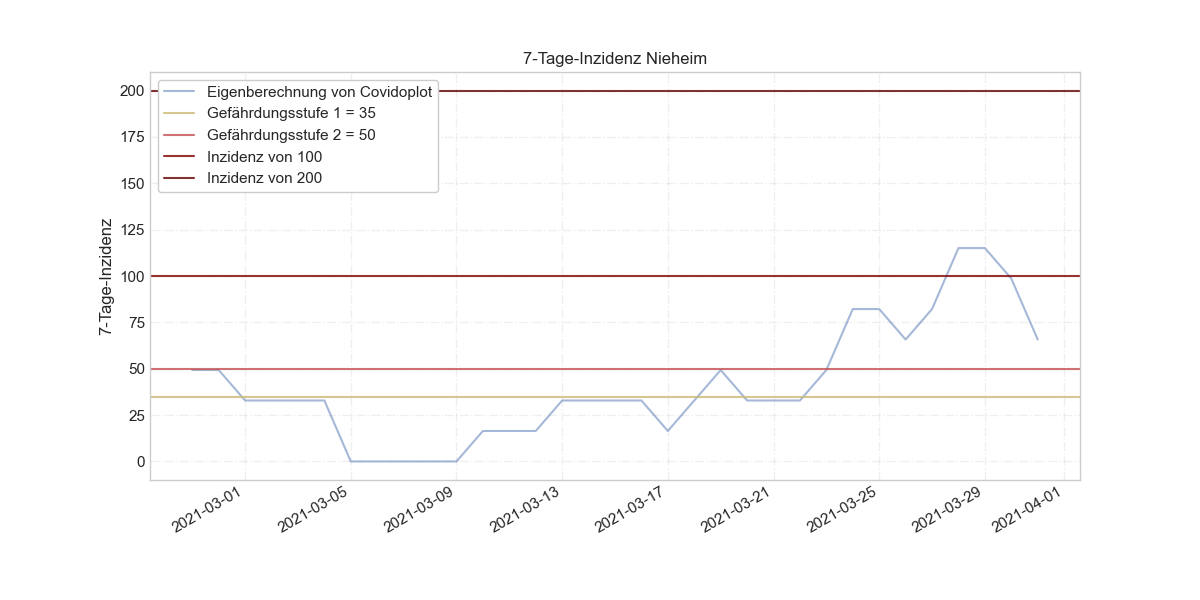 7-Tage-Inzidenz Nieheim
Eigenberechnung von Covidoplot
Gefährdungsstufe 1 = 35
Gefährdungsstufe 2 = 50
Inzidenz von 100
Inzidenz von 200
7-Tage-Inzidenz
200
175
150
125
100
75
50
25
0
2021-03-01
2021-03-05
2021-03-09
2021-03-13
2021-03-17
2021-03-21
2021-03-25
2021-03-29
2021-04-01